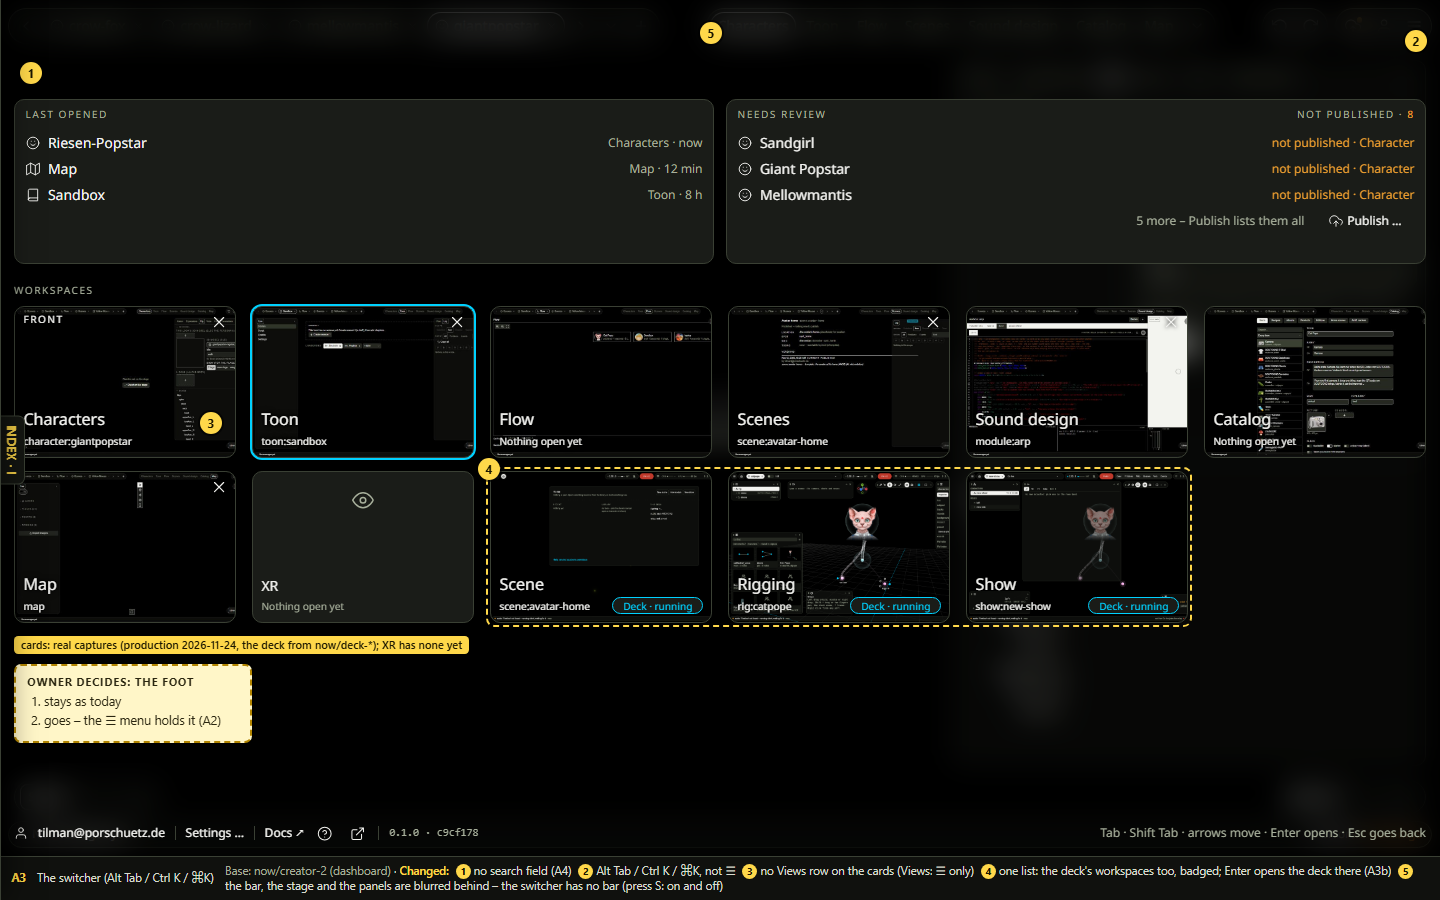 5
2
1
LAST OPENED
Riesen-Popstar Characters · now
Map Map · 12 min
Sandbox Toon · 8 h
NEEDS REVIEW NOT PUBLISHED · 8
Sandgirl not published · Character
Giant Popstar not published · Character
Mellowmantis not published · Character
5 more – Publish lists them all Publish ...
WORKSPACES
FRONT
Characters
character:giantpopstar
3
Toon
toon:sandbox
Flow
Nothing open yet
Scenes
scene:avatar-home
Sound design
module:arp
Catalog
Nothing open yet
INDEX · I
4
Map
map
XR
Nothing open yet
Scene
scene:avatar-home Deck · running
Rigging
rig:catpope Deck · running
Show
show:new-show Deck · running
cards: real captures (production 2026-11-24, the deck from now/deck-*); XR has none yet
OWNER DECIDES: THE FOOT
1. stays as today
2. goes – the ☰ menu holds it (A2)
tilman@porschuetz.de Settings ... Docs ↗ 0.1.0 · c9cf178
Tab · Shift Tab · arrows move · Enter opens · Esc goes back
A3 The switcher (Alt Tab / Ctrl K / ⌘K)
Base: now/creator-2 (dashboard) · Changed: 1 no search field (A4) 2 Alt Tab / Ctrl K / ⌘K, not ☰ 3 no Views row on the cards (Views: ☰ only) 4 one list: the deck's workspaces too, badged; Enter opens the deck there (A3b) 5
the bar, the stage and the panels are blurred behind – the switcher has no bar (press S: on and off)